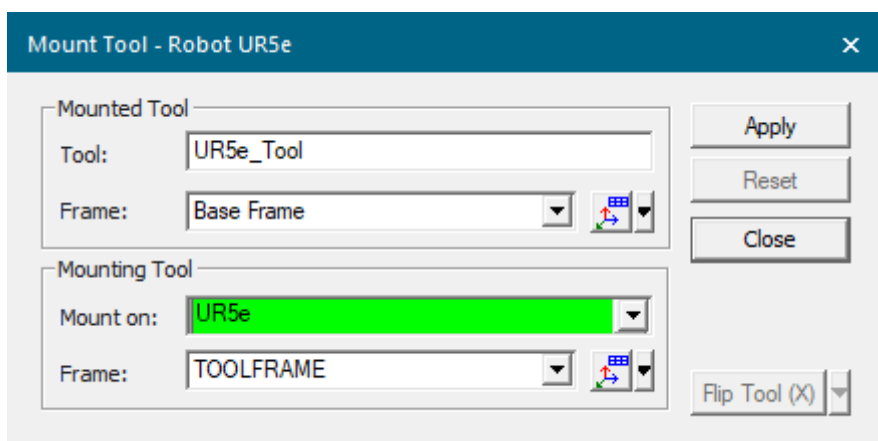 Mount Tool - Robot UR5e
Mounted Tool
Tool: UR5e_Tool
Frame: Base Frame
Mounting Tool
Mount on: UR5e
Frame: TOOLFRAME
Apply
Reset
Close
Flip Tool (X)